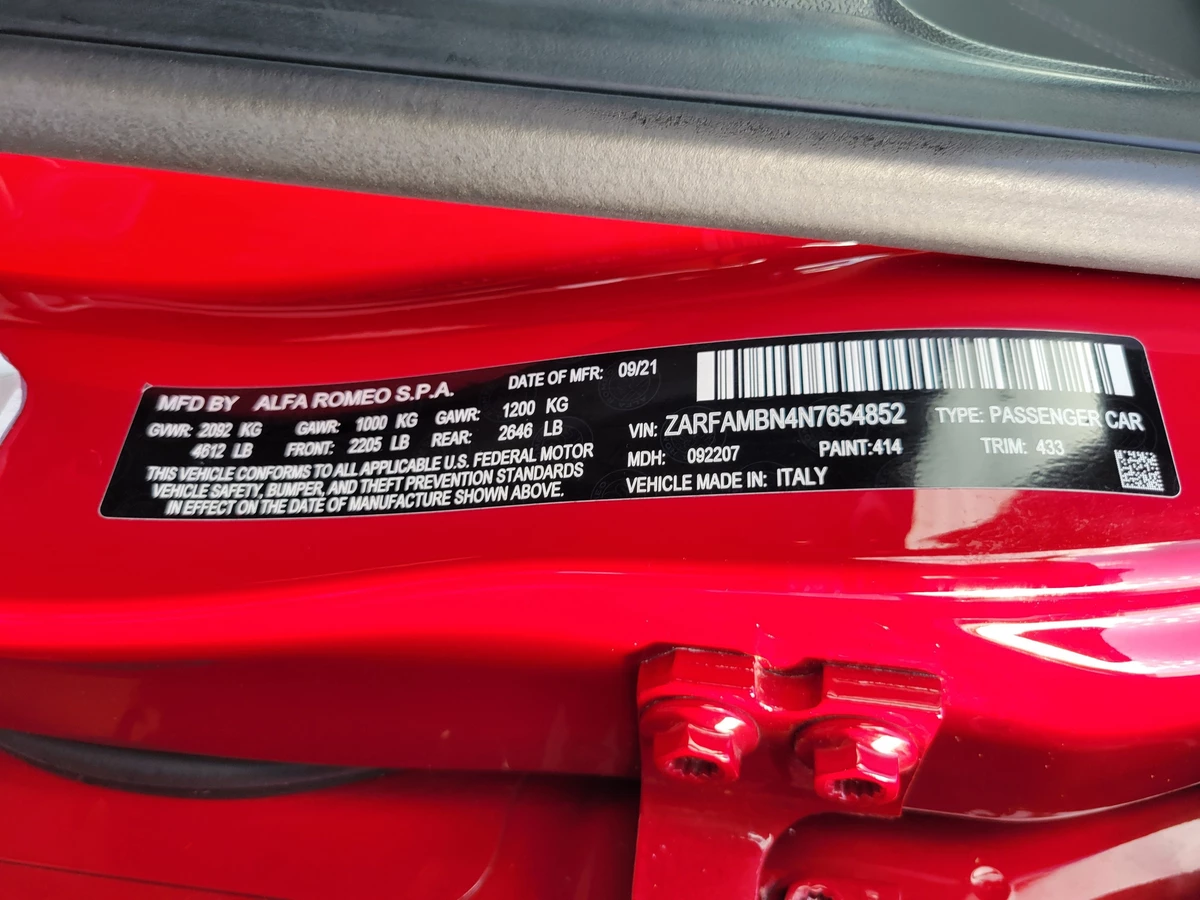 MFD BY ALFA ROMEO S.P.A. DATE OF MFR: 09/21
GVWR: 2092 KG GAWR: 1000 KG GAWR: 1200 KG
4612 LB FRONT: 2205 LB REAR: 2646 LB
THIS VEHICLE CONFORMS TO ALL APPLICABLE U.S. FEDERAL MOTOR
VEHICLE SAFETY, BUMPER, AND THEFT PREVENTION STANDARDS
IN EFFECT ON THE DATE OF MANUFACTURE SHOWN ABOVE.
VIN: ZARFAMBN4N7654852 TYPE: PASSENGER CAR
MDH: 092207 PAINT:414 TRIM: 433
VEHICLE MADE IN: ITALY